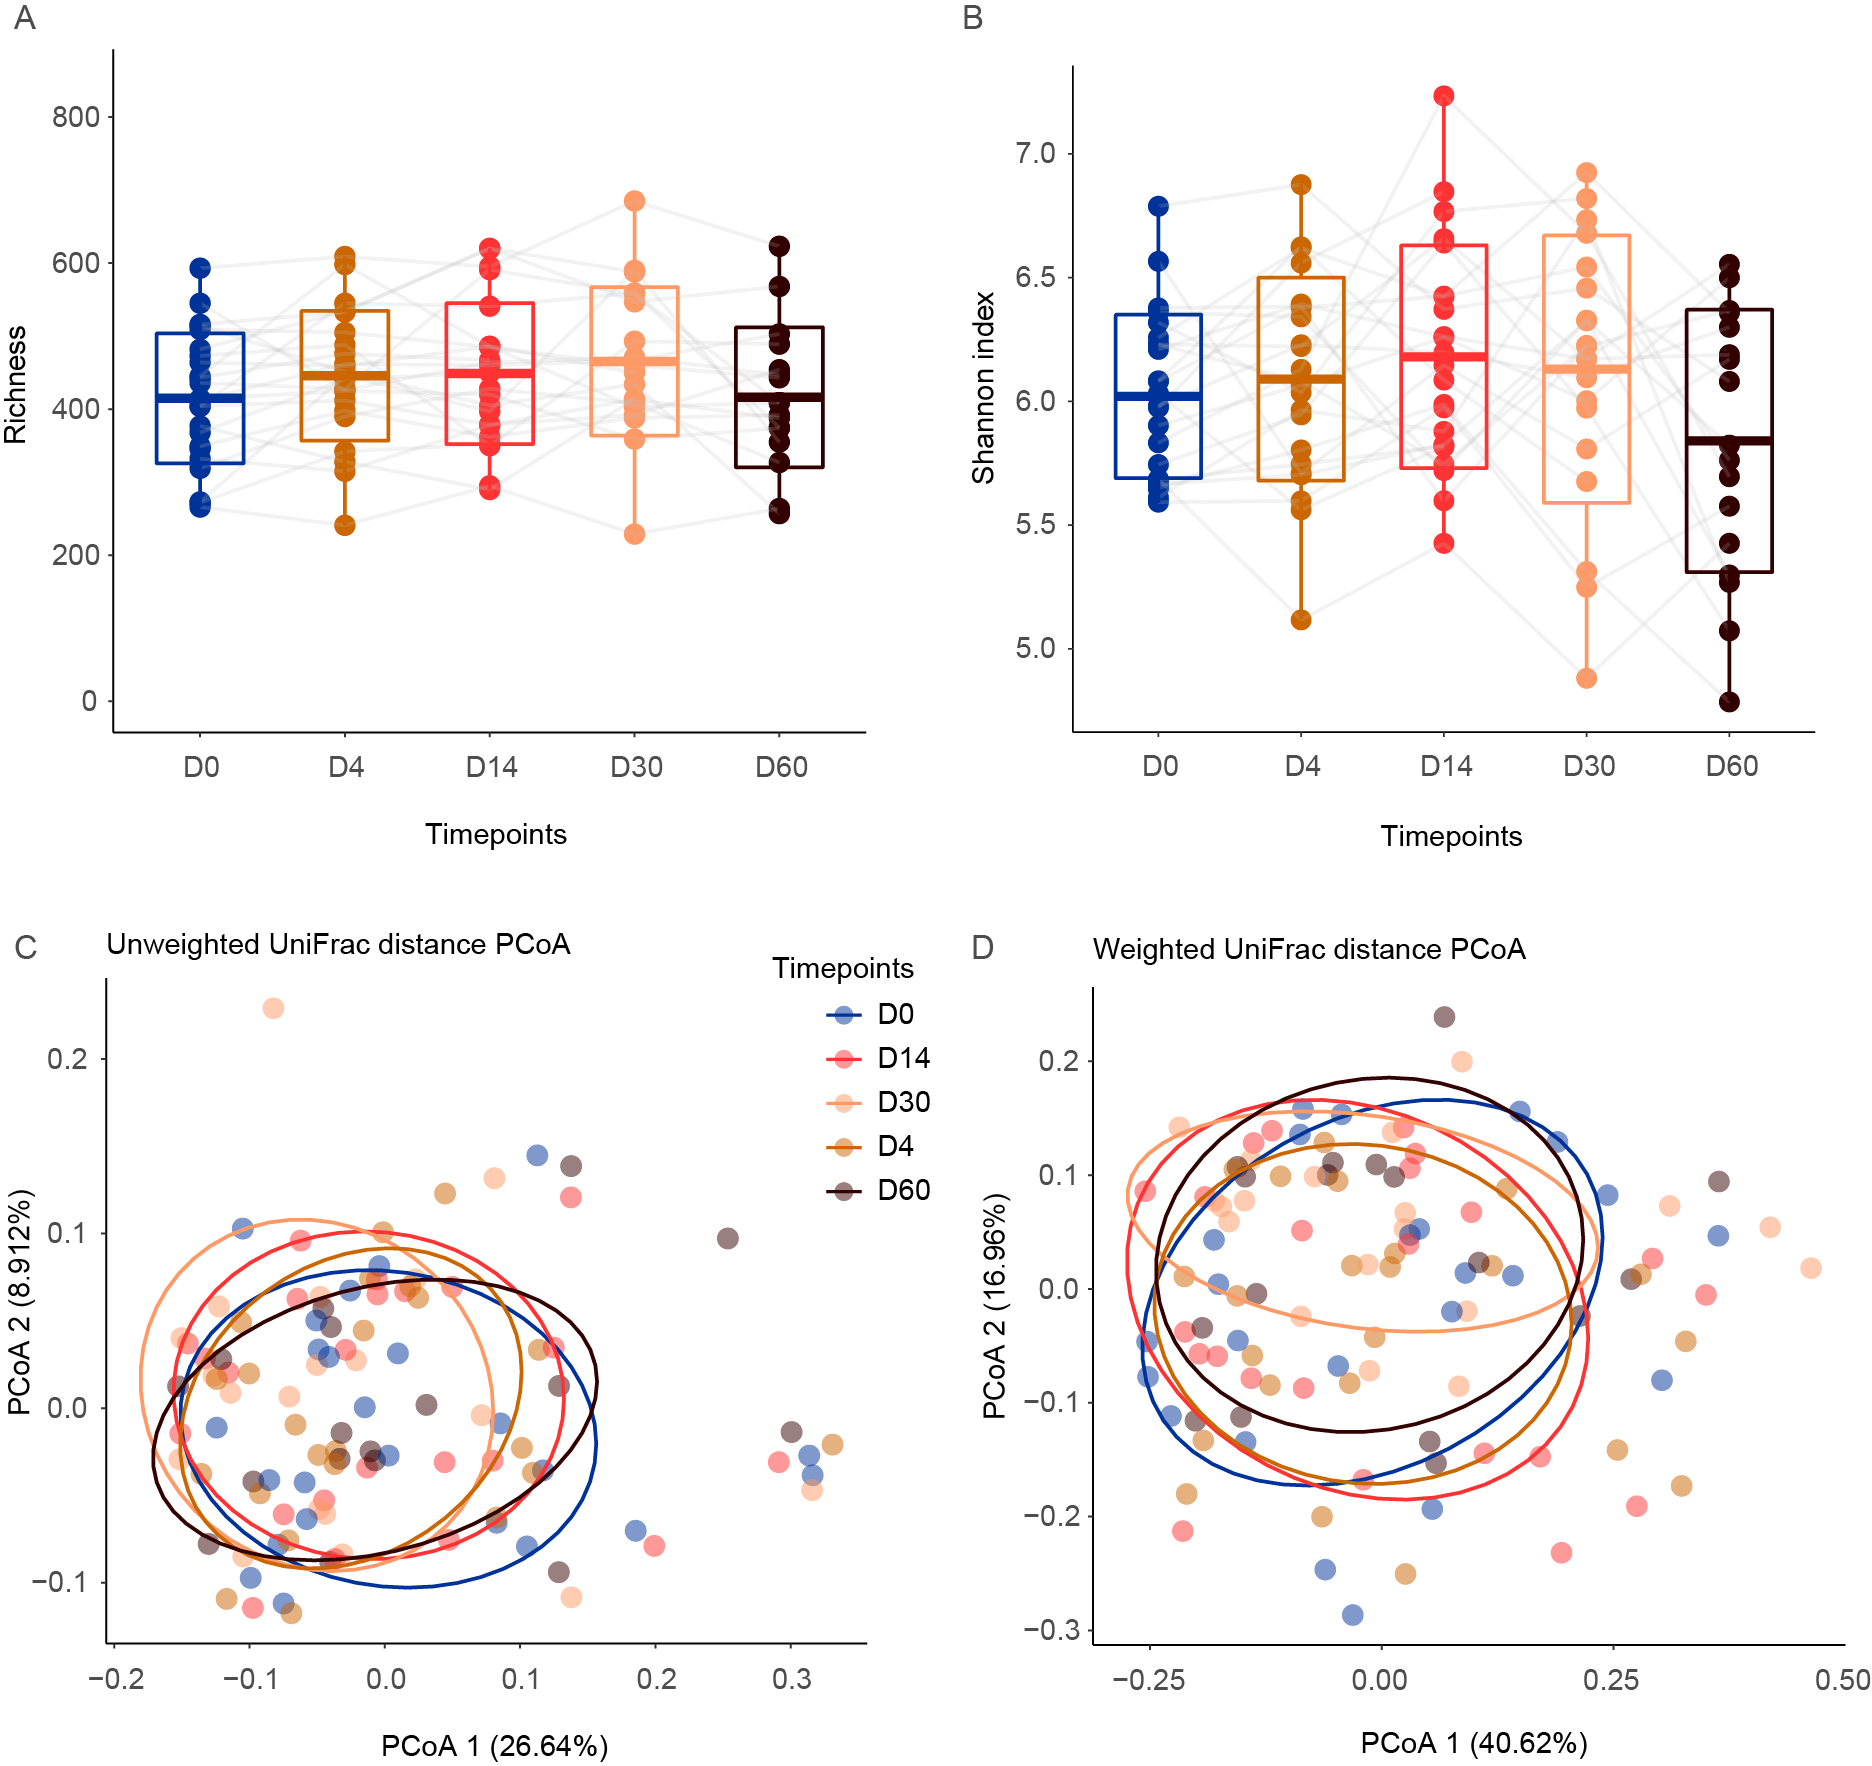 A
Richness
800
600
400
200
0
D0 D4 D14 D30 D60
Timepoints
B
Shannon index
7.0
6.5
6.0
5.5
5.0
D0 D4 D14 D30 D60
Timepoints
C
Unweighted UniFrac distance PCoA
PCoA 2 (8.912%)
0.2
0.1
0.0
−0.1
−0.2 −0.1 0.0 0.1 0.2 0.3
PCoA 1 (26.64%)
Timepoints
D0
D14
D30
D4
D60
D
Weighted UniFrac distance PCoA
PCoA 2 (16.96%)
0.2
0.1
0.0
−0.1
−0.2
−0.3
−0.25 0.00 0.25 0.50
PCoA 1 (40.62%)